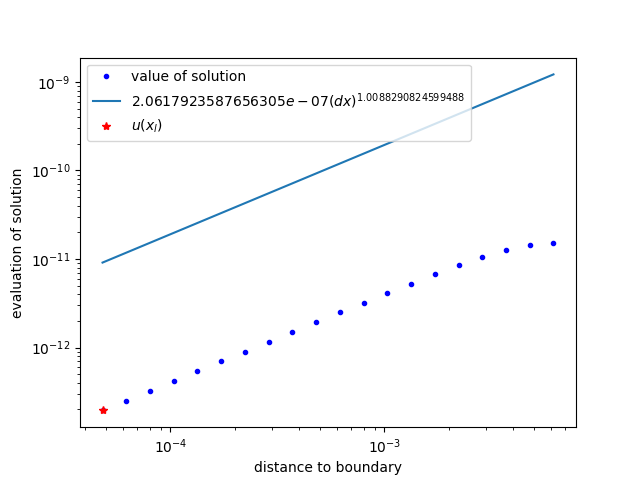 value of solution
2.0617923587656305e − 07(dx)^1.0088290824599488
u(x_l)
10^−9
10^−10
10^−11
10^−12
evaluation of solution
10^−4
10^−3
distance to boundary